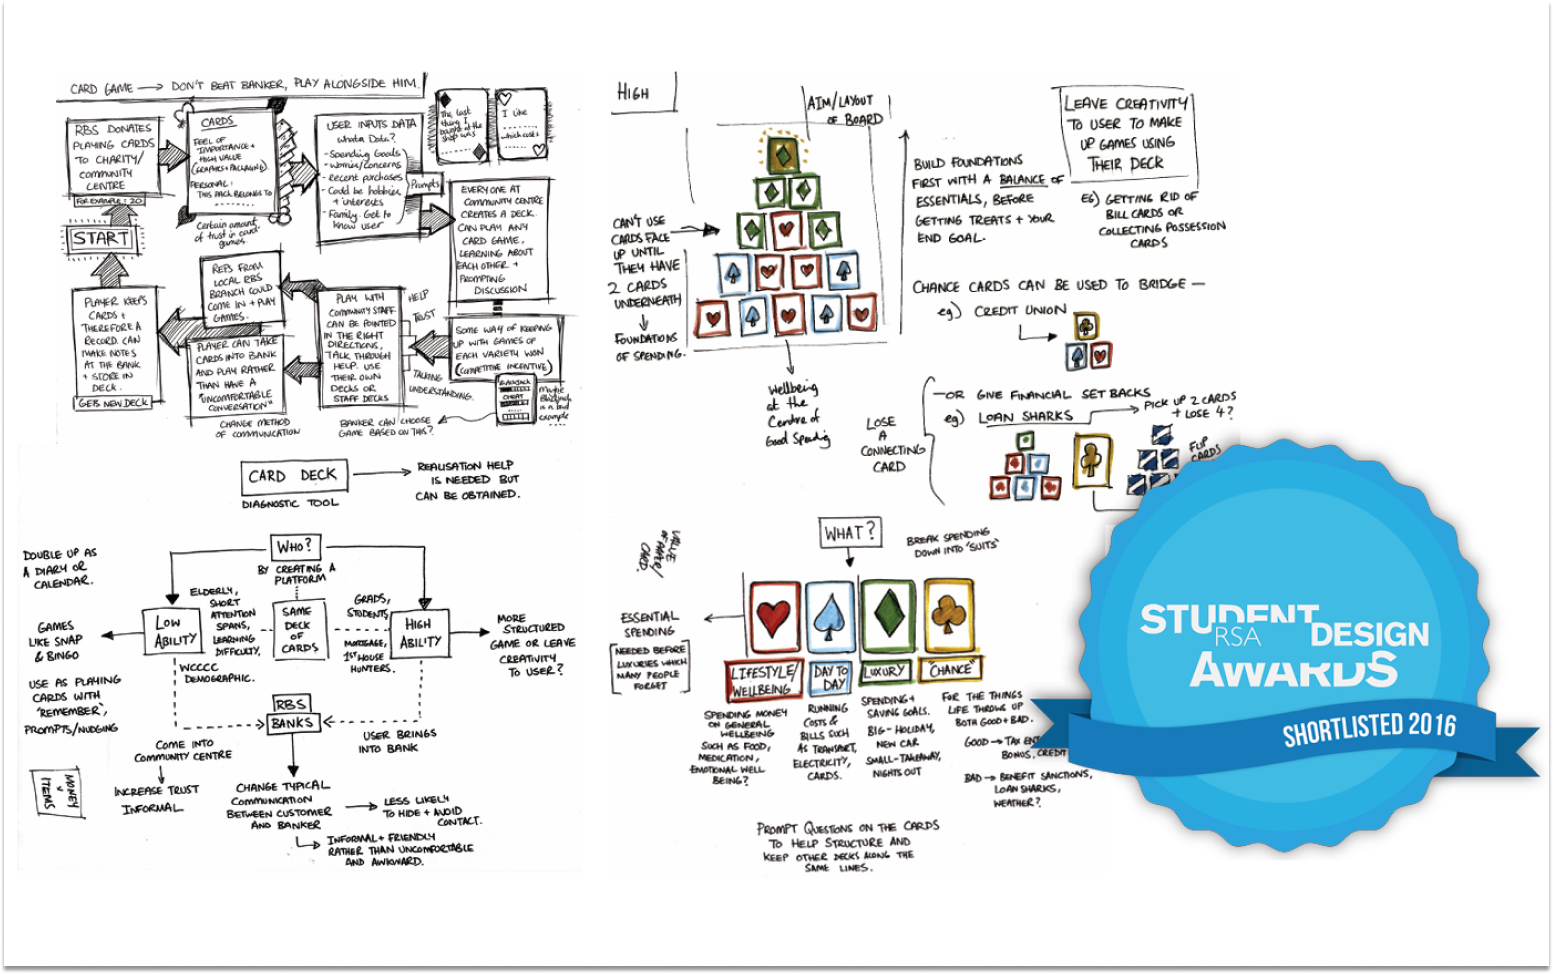 CARD GAME → DON'T BEAT BANKER, PLAY ALONGSIDE HIM.
RBS DONATES
PLAYING CARDS
TO CHARITY/
COMMUNITY
CENTRE
FOR EXAMPLE: 20
START
CARDS
FEEL OF
IMPORTANCE +
HIGH VALUE
(GRAPHICS + PACKAGING)
PERSONAL:
THIS PACK BELONGS TO
Certain amount
of trust in card
games.
USER INPUTS DATA
Whata Data?
- Spending Goals
- Worries/concerns
- Recent purchases
- Could be hobbies
+ interests
- Family. Get to
know user
Prompts
The last
thing I
bought at the
shop was
I like
which costs
EVERYONE AT
COMMUNITY CENTRE
CREATES A DECK.
CAN PLAY ANY
CARD GAME,
LEARNING ABOUT
EACH OTHER +
PROMPTING
DISCUSSION
SOME WAY OF KEEPING
UP WITH GAMES OF
EACH VARIETY WON
(COMPETITIVE INCENTIVE)
BLACKJACK
CHEAT
Maybe
Blackjack
is a bad
example
HELP
TRUST
TALKING
UNDERSTANDING.
PLAY WITH
COMMUNITY STAFF.
CAN BE POINTED
IN THE RIGHT
DIRECTIONS,
TALK THROUGH
HELP. USE
THEIR OWN
DECKS OR
STAFF DECKS
BANKER CAN CHOOSE
GAME BASED ON THIS?
REPS FROM
LOCAL RBS
BRANCH COULD
COME IN + PLAY
GAMES.
PLAYER CAN TAKE
CARDS INTO BANK
AND PLAY RATHER
THAN HAVE A
"UNCOMFORTABLE
CONVERSATION"
CHANGE METHOD
OF COMMUNICATION
PLAYER KEEPS
CARDS +
THEREFORE A
RECORD. CAN
MAKE NOTES
AT THE BANK
+ STORE IN
DECK.
GETS NEW DECK
CARD DECK
DIAGNOSTIC TOOL
REALISATION HELP
IS NEEDED BUT
CAN BE OBTAINED.
WHO?
BY CREATING A
PLATFORM
DOUBLE UP AS
A DIARY OR
CALENDAR.
GAMES
LIKE SNAP
& BINGO
USE AS PLAYING
CARDS WITH
"REMEMBER",
PROMPTS/NUDGING
LOW
ABILITY
ELDERLY,
SHORT
ATTENTION
SPANS,
LEARNING
DIFFICULTY,
WCCCC
DEMOGRAPHIC.
SAME
DECK
OF
CARDS
GRADS,
STUDENTS,
MORTGAGE,
1ST HOUSE
HUNTERS.
HIGH
ABILITY
MORE
STRUCTURED
GAME OR LEAVE
CREATIVITY
TO USER?
RBS
BANKS
USER BRINGS
INTO BANK
COME INTO
COMMUNITY CENTRE
INCREASE TRUST
INFORMAL
MONEY
v
ITEMS
CHANGE TYPICAL
COMMUNICATION
BETWEEN CUSTOMER
AND BANKER
LESS LIKELY
TO HIDE + AVOID
CONTACT.
INFORMAL + FRIENDLY
RATHER THAN UNCOMFORTABLE
AND AWKWARD.
HIGH
AIM/LAYOUT
OF BOARD
CAN'T USE
CARDS FACE
UP UNTIL
THEY HAVE
2 CARDS
UNDERNEATH
FOUNDATIONS
OF SPENDING.
Wellbeing
at the
Centre of
Good Spending
BUILD FOUNDATIONS
FIRST WITH A BALANCE OF
ESSENTIALS, BEFORE
GETTING TREATS + YOUR
END GOAL.
LEAVE CREATIVITY
TO USER TO MAKE
UP GAMES USING
THEIR DECK
EG) GETTING RID OF
BILL CARDS OR
COLLECTING POSSESSION
CARDS
CHANCE CARDS CAN BE USED TO BRIDGE —
eg) CREDIT UNION
—OR GIVE FINANCIAL SET BACKS
eg) LOAN SHARKS
PICK UP 2 CARDS
+ LOSE 4?
LOSE
A
CONNECTING
CARD
FLIP
CARDS
WHAT?
BREAK SPENDING
DOWN INTO "SUITS"
VALUE
CARD.
ESSENTIAL
SPENDING
NEEDED BEFORE
LUXURIES WHICH
MANY PEOPLE
FORGET
LIFESTYLE/
WELLBEING
DAY TO
DAY
LUXURY
"CHANCE"
SPENDING MONEY
ON GENERAL
WELLBEING
SUCH AS FOOD,
MEDICATION,
EMOTIONAL WELL
BEING?
RUNNING
COSTS &
BILLS SUCH
AS TRANSPORT,
ELECTRICITY,
CARDS.
SPENDING +
SAVING GOALS.
BIG - HOLIDAY,
NEW CAR
SMALL - TAKEAWAY,
NIGHTS OUT
FOR THE THINGS
LIFE THROWS UP
BOTH GOOD + BAD.
GOOD → TAX
BONUS, CREDIT
BAD → BENEFIT SANCTIONS,
LOAN SHARKS,
WEATHER?
PROMPT QUESTIONS ON THE CARDS
TO HELP STRUCTURE AND
KEEP OTHER DECKS ALONG THE
SAME LINES.
STUDENT
RSA DESIGN
AWARDS
SHORTLISTED 2016